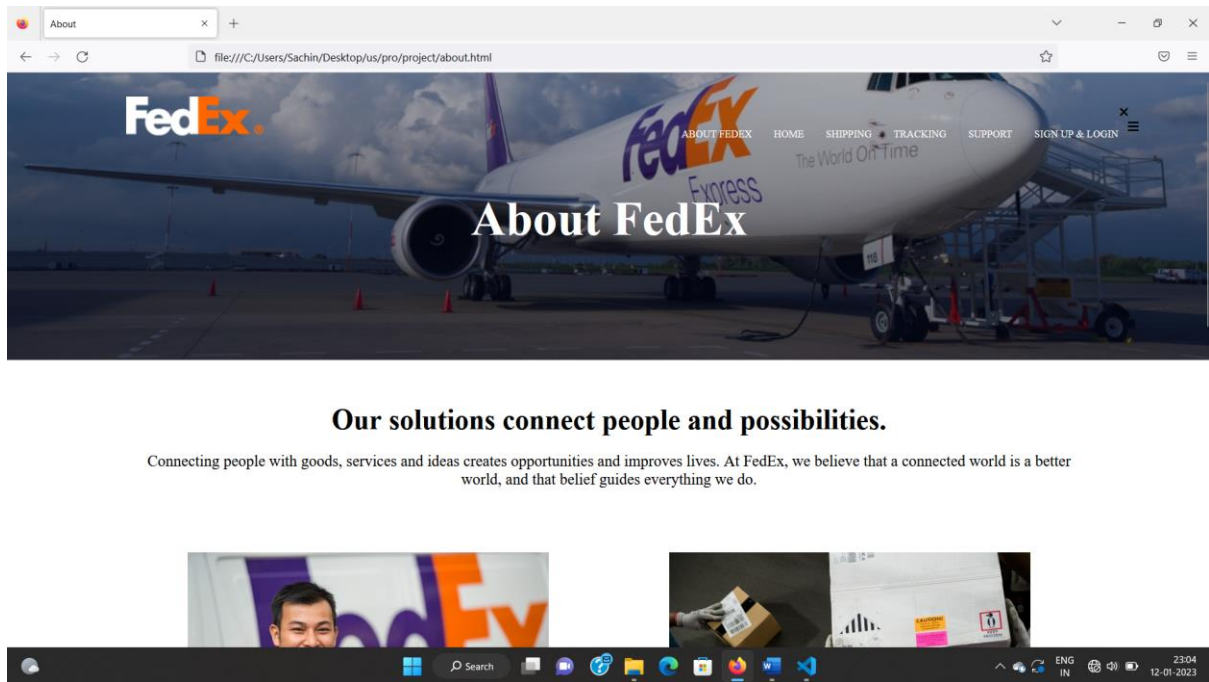 About
file:///C:/Users/Sachin/Desktop/us/pro/project/about.html
FedEx
ABOUT FEDEX HOME SHIPPING TRACKING SUPPORT SIGN UP & LOGIN
FedEx
Express
The World On Time
About FedEx
118
Our solutions connect people and possibilities.
Connecting people with goods, services and ideas creates opportunities and improves lives. At FedEx, we believe that a connected world is a better
world, and that belief guides everything we do.
FedEx
CAUTION!
Search
ENG
IN
23:04
12-01-2023